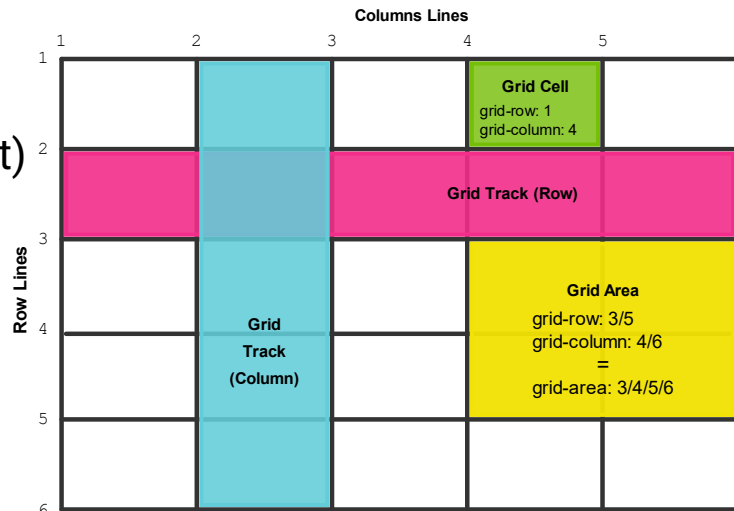 Columns Lines
1 2 3 4 5
1
Grid Cell
grid-row: 1
grid-column: 4
t)
2
Grid Track (Row)
3
Row Lines
Grid Area
grid-row: 3/5
grid-column: 4/6
=
grid-area: 3/4/5/6
4
Grid
Track
(Column)
5
6